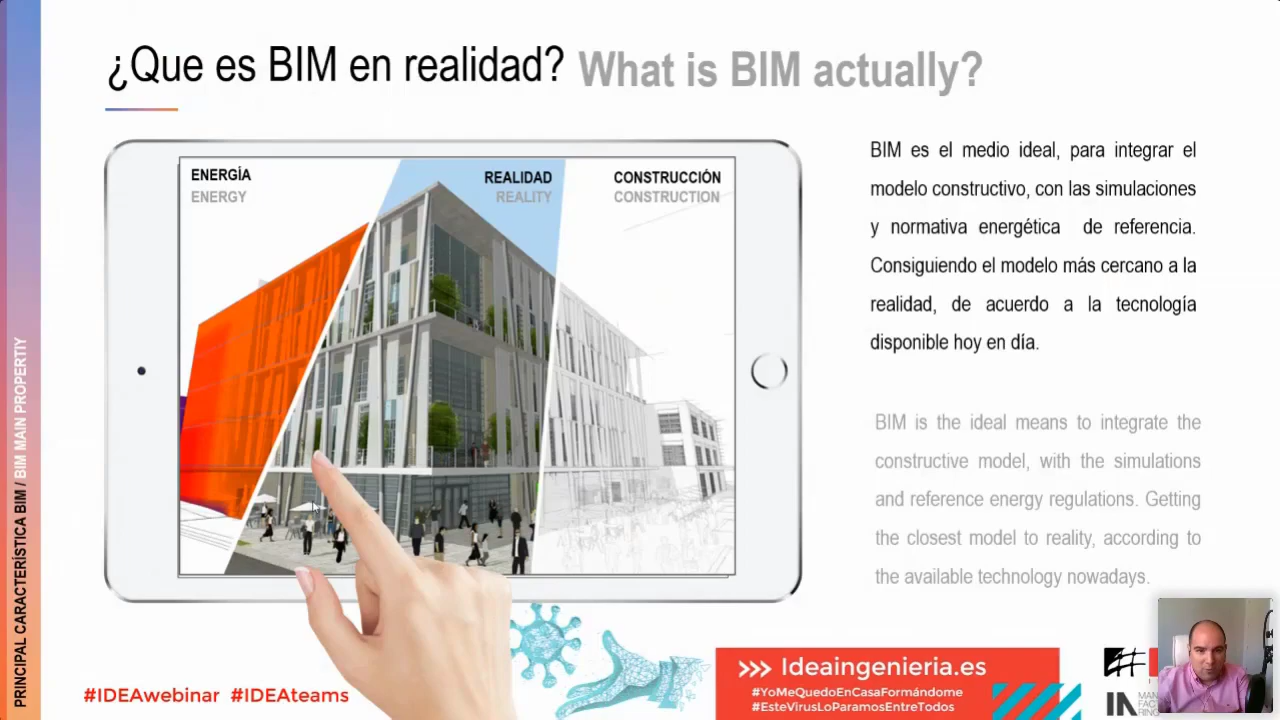 ¿Que es BIM en realidad? What is BIM actually?
ENERGÍA
ENERGY
REALIDAD
REALITY
CONSTRUCCIÓN
CONSTRUCTION
BIM es el medio ideal, para integrar el
modelo constructivo, con las simulaciones
y normativa energética de referencia.
Consiguiendo el modelo más cercano a la
realidad, de acuerdo a la tecnología
disponible hoy en día.
BIM is the ideal means to integrate the
constructive model, with the simulations
and reference energy regulations. Getting
the closest model to reality, according to
the available technology nowadays.
PRINCIPAL CARACTERÍSTICA BIM / BIM MAIN PROPERTIY
#IDEAwebinar #IDEAteams
>>> Ideaingenieria.es
#YoMeQuedoEnCasaFormándome
#EsteVirusLoParamosEntreTodos